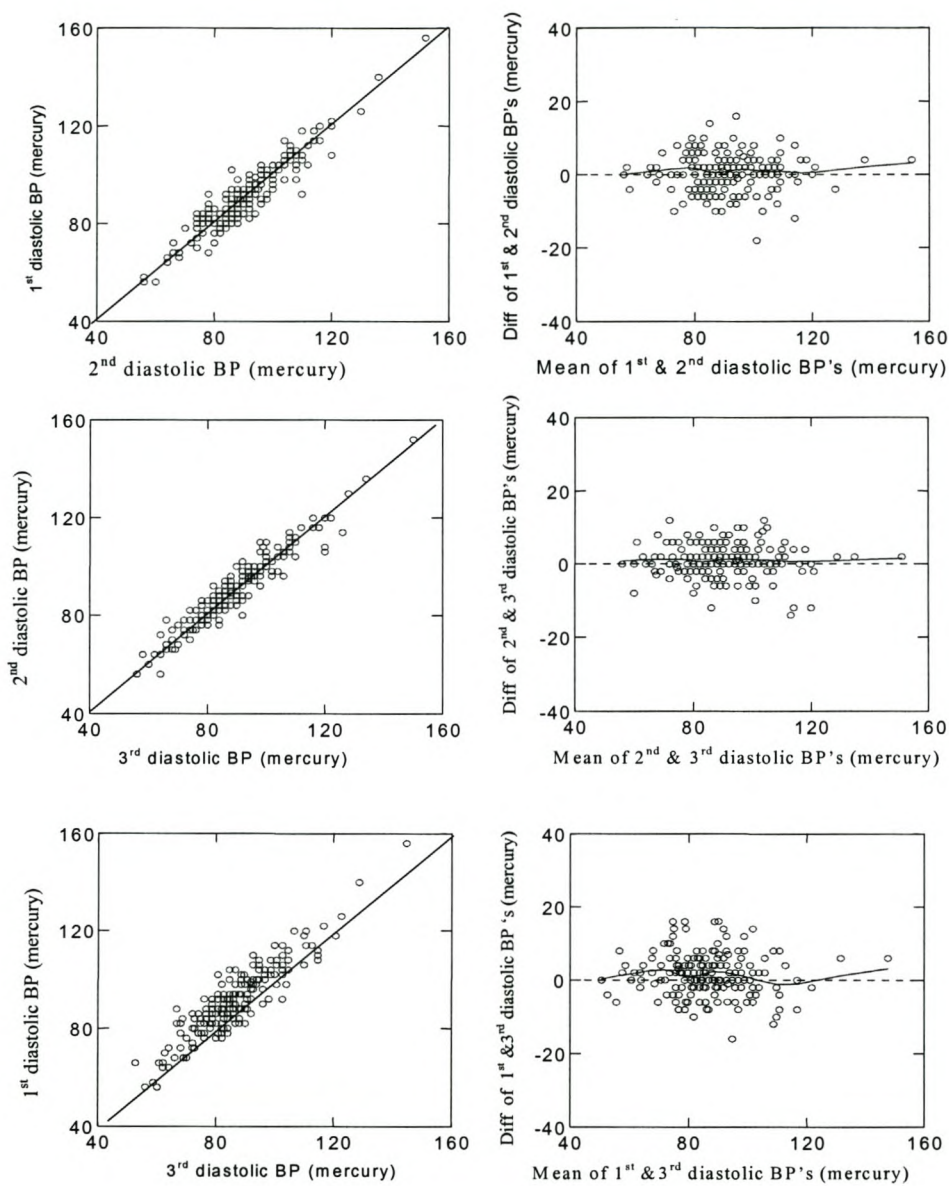 160
120
80
40
1st diastolic BP (mercury)
40 80 120 160
2nd diastolic BP (mercury)
40
20
0
-20
-40
Diff of 1st & 2nd diastolic BP's (mercury)
40 80 120 160
Mean of 1st & 2nd diastolic BP's (mercury)
160
120
80
40
2nd diastolic BP (mercury)
40 80 120 160
3rd diastolic BP (mercury)
40
20
0
-20
-40
Diff of 2nd & 3rd diastolic BP's (mercury)
40 80 120 160
Mean of 2nd & 3rd diastolic BP's (mercury)
160
120
80
40
1st diastolic BP (mercury)
40 80 120 160
3rd diastolic BP (mercury)
40
20
0
-20
-40
Diff of 1st &3rd diastolic BP 's (mercury)
40 80 120 160
Mean of 1st &3rd diastolic BP's (mercury)